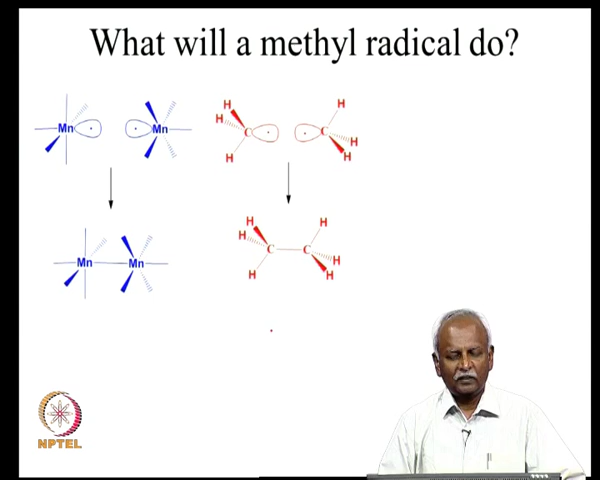 What will a methyl radical do?
Mn Mn
H H C C H H H H
Mn Mn
H H C C H H H H
NPTEL